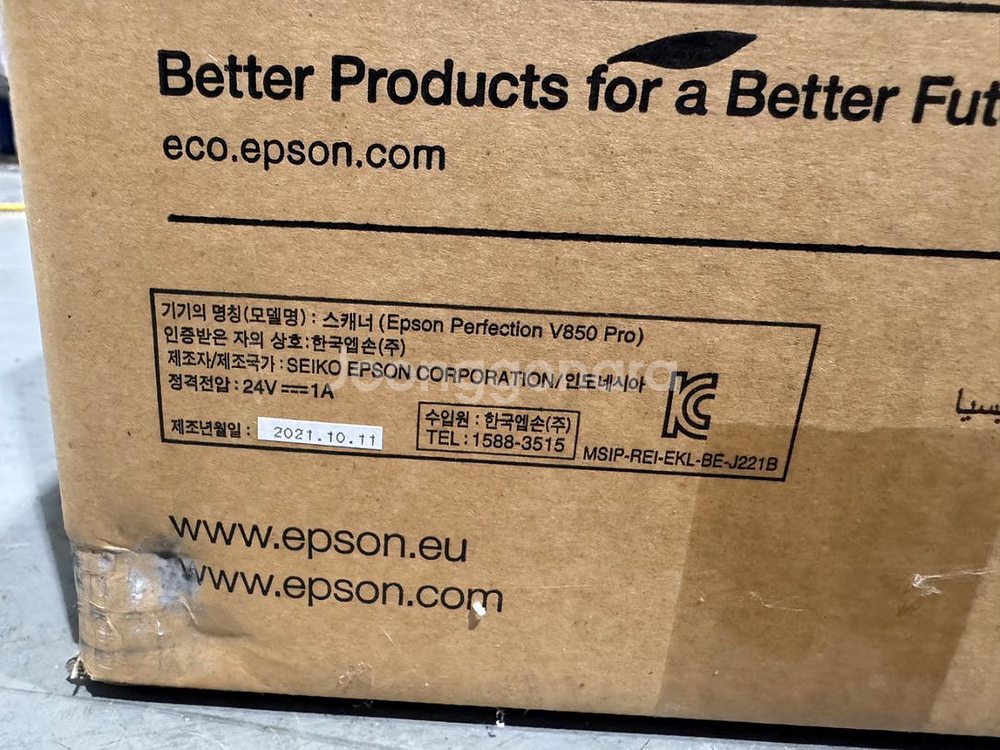 Better Products for a Better Fut
eco.epson.com
기기의 명칭(모델명) : 스캐너 (Epson Perfection V850 Pro)
인증받은 자의 상호:한국엡손(주)
제조자/제조국가 : SEIKO EPSON CORPORATION/인도네시아
정격전압 : 24V⎓1A
제조년월일 : 2021.10.11
수입원 : 한국엡손(주)
TEL:1588-3515
MSIP-REI-EKL-BE-J221B
www.epson.eu
www.epson.com
Joonggonara